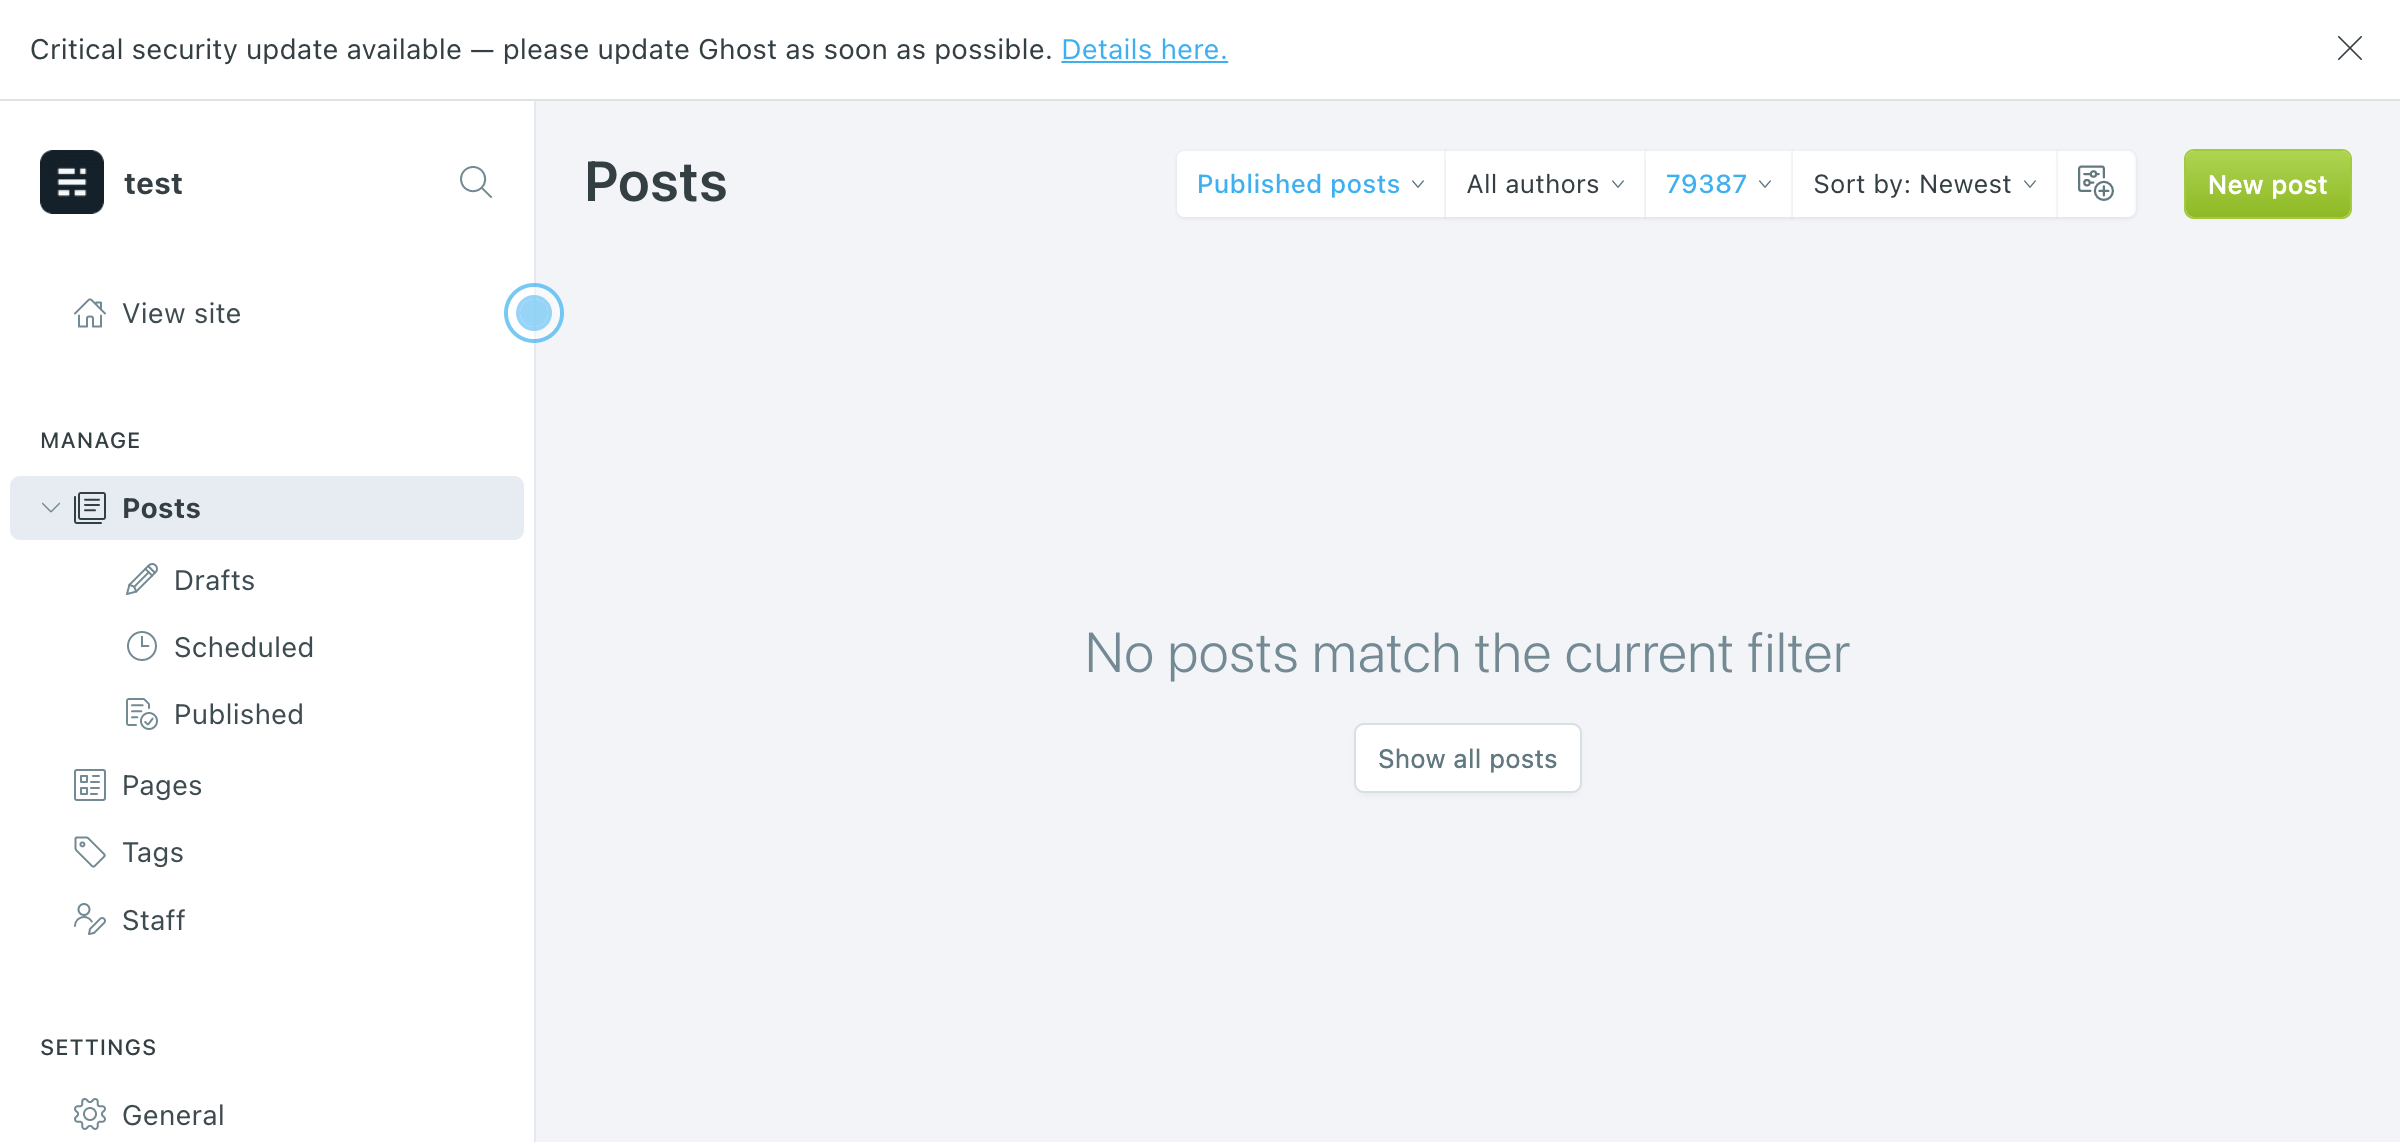 Critical security update available — please update Ghost as soon as possible. Details here.
test
View site
MANAGE
Posts
Drafts
Scheduled
Published
Pages
Tags
Staff
SETTINGS
General
Posts
Published posts
All authors
79387
Sort by: Newest
New post
No posts match the current filter
Show all posts